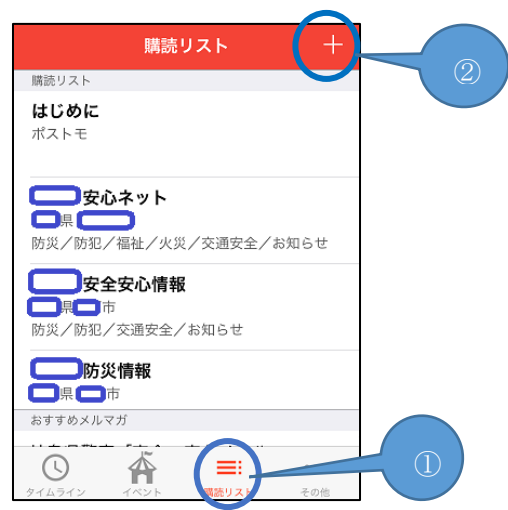 購読リスト ＋
②
購読リスト
はじめに
ポストモ
安心ネット
県
防災／防犯／福祉／火災／交通安全／お知らせ
安全安心情報
県 市
防災／防犯／交通安全／お知らせ
防災情報
県 市
おすすめメルマガ
①
タイムライン イベント 購読リスト その他